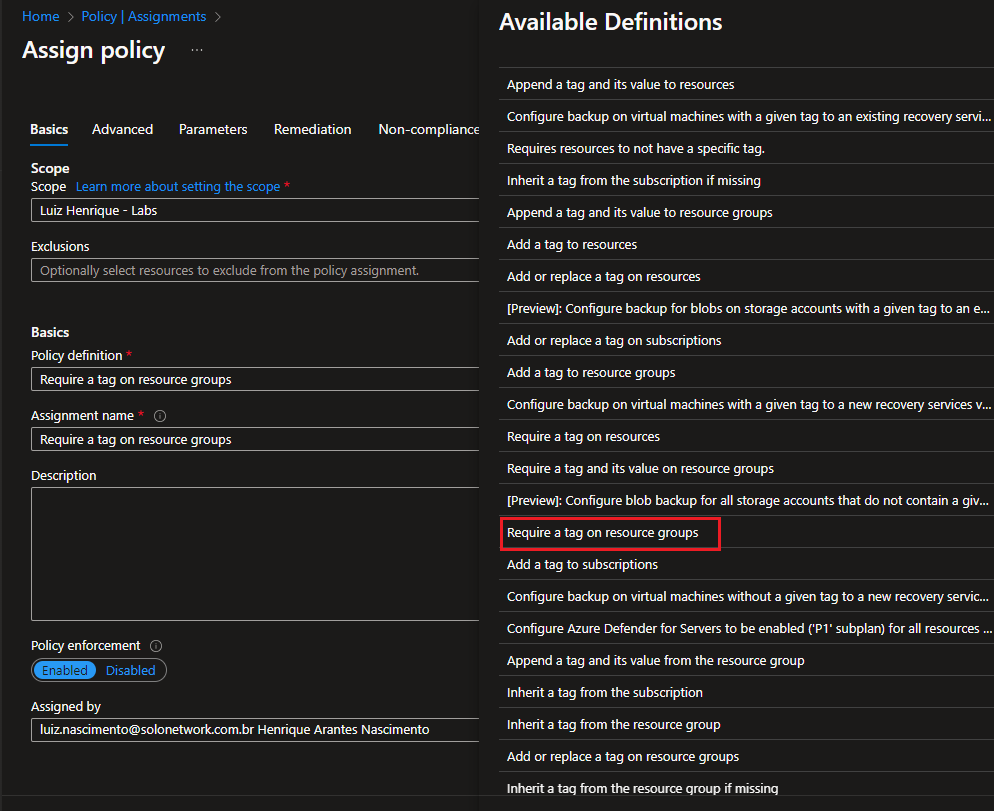 Home > Policy | Assignments >
Assign policy ...
Basics Advanced Parameters Remediation Non-compliance
Scope
Scope Learn more about setting the scope *
Luiz Henrique - Labs
Exclusions
Optionally select resources to exclude from the policy assignment.
Basics
Policy definition *
Require a tag on resource groups
Assignment name *
Require a tag on resource groups
Description
Policy enforcement
Enabled Disabled
Assigned by
luiz.nascimento@solonetwork.com.br Henrique Arantes Nascimento
Available Definitions
Append a tag and its value to resources
Configure backup on virtual machines with a given tag to an existing recovery servi...
Requires resources to not have a specific tag.
Inherit a tag from the subscription if missing
Append a tag and its value to resource groups
Add a tag to resources
Add or replace a tag on resources
[Preview]: Configure backup for blobs on storage accounts with a given tag to an e...
Add or replace a tag on subscriptions
Add a tag to resource groups
Configure backup on virtual machines with a given tag to a new recovery services v...
Require a tag on resources
Require a tag and its value on resource groups
[Preview]: Configure blob backup for all storage accounts that do not contain a giv...
Require a tag on resource groups
Add a tag to subscriptions
Configure backup on virtual machines without a given tag to a new recovery servic...
Configure Azure Defender for Servers to be enabled ('P1' subplan) for all resources ...
Append a tag and its value from the resource group
Inherit a tag from the subscription
Inherit a tag from the resource group
Add or replace a tag on resource groups
Inherit a tag from the resource group if missing